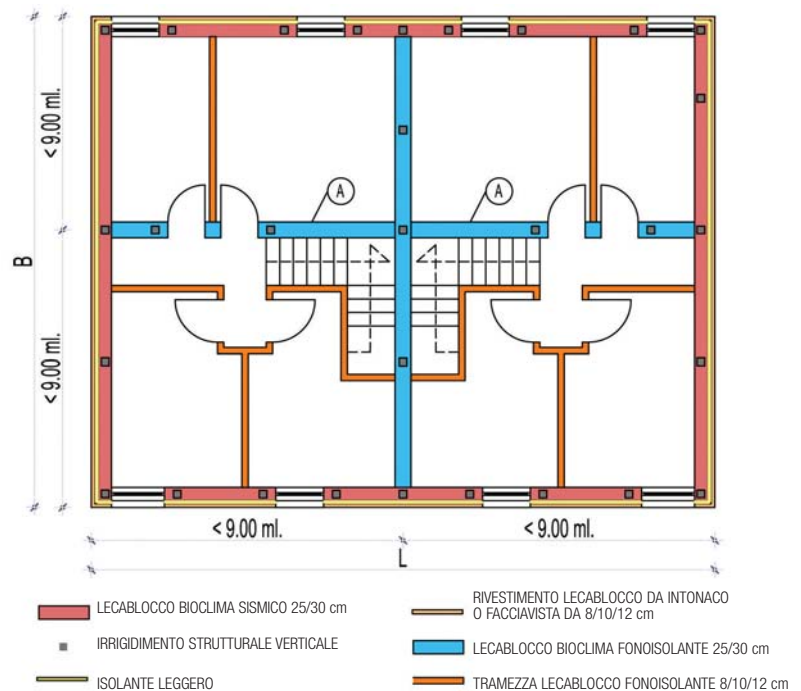 < 9.00 ml.
B
< 9.00 ml.
A
A
< 9.00 ml.
< 9.00 ml.
L
LECABLOCCO BIOCLIMA SISMICO 25/30 cm
IRRIGIDIMENTO STRUTTURALE VERTICALE
ISOLANTE LEGGERO
RIVESTIMENTO LECABLOCCO DA INTONACO
O FACCIAVISTA DA 8/10/12 cm
LECABLOCCO BIOCLIMA FONOISOLANTE 25/30 cm
TRAMEZZA LECABLOCCO FONOISOLANTE 8/10/12 cm